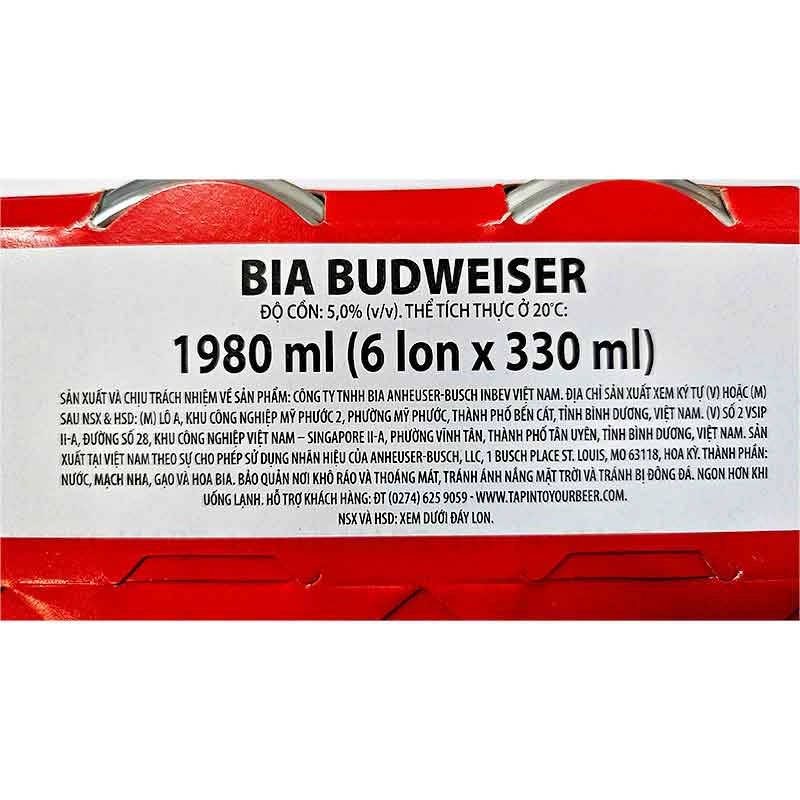 BIA BUDWEISER
ĐỘ CỒN: 5,0% (v/v). THỂ TÍCH THỰC Ở 20°C:
1980 ml (6 lon x 330 ml)
SẢN XUẤT VÀ CHỊU TRÁCH NHIỆM VỀ SẢN PHẨM: CÔNG TY TNHH BIA ANHEUSER-BUSCH INBEV VIỆT NAM. ĐỊA CHỈ SẢN XUẤT XEM KÝ TỰ (V) HOẶC (M)
SAU NSX & HSD: (M) LÔ A, KHU CÔNG NGHIỆP MỸ PHƯỚC 2, PHƯỜNG MỸ PHƯỚC, THÀNH PHỐ BẾN CÁT, TỈNH BÌNH DƯƠNG, VIỆT NAM. (V) SỐ 2 VSIP
II-A, ĐƯỜNG SỐ 28, KHU CÔNG NGHIỆP VIỆT NAM – SINGAPORE II-A, PHƯỜNG VĨNH TÂN, THÀNH PHỐ TÂN UYÊN, TỈNH BÌNH DƯƠNG, VIỆT NAM. SẢN
XUẤT TẠI VIỆT NAM THEO SỰ CHO PHÉP SỬ DỤNG NHÃN HIỆU CỦA ANHEUSER-BUSCH, LLC, 1 BUSCH PLACE ST. LOUIS, MO 63118, HOA KỲ. THÀNH PHẦN:
NƯỚC, MẠCH NHA, GẠO VÀ HOA BIA. BẢO QUẢN NƠI KHÔ RÁO VÀ THOÁNG MÁT, TRÁNH ÁNH NẮNG MẶT TRỜI VÀ TRÁNH BỊ ĐÔNG ĐÁ. NGON HƠN KHI
UỐNG LẠNH. HỖ TRỢ KHÁCH HÀNG: ĐT (0274) 625 9059 - WWW.TAPINTOYOURBEER.COM.
NSX VÀ HSD: XEM DƯỚI ĐÁY LON.